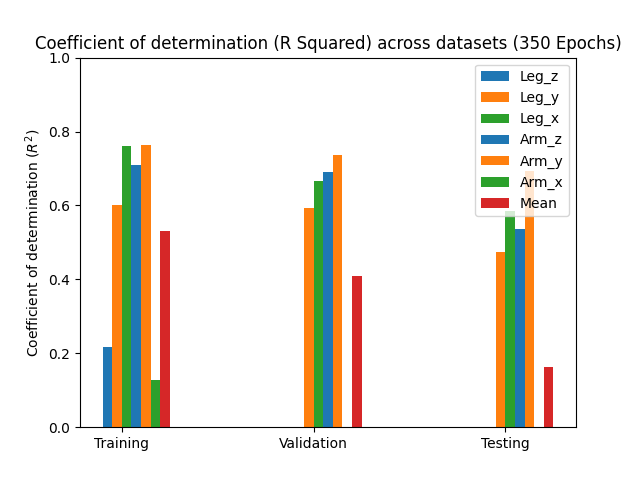 Coefficient of determination (R Squared) across datasets (350 Epochs)
Coefficient of determination (R²)
1.0
0.8
0.6
0.4
0.2
0.0
Leg_z
Leg_y
Leg_x
Arm_z
Arm_y
Arm_x
Mean
Training Validation Testing